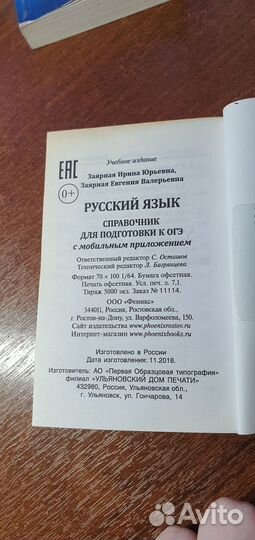 Учебное издание
EAC
Заярная Ирина Юрьевна,
Заярная Евгения Валерьевна
0+
РУССКИЙ ЯЗЫК
СПРАВОЧНИК
ДЛЯ ПОДГОТОВКИ К ОГЭ
с мобильным приложением
Ответственный редактор С. Осташов
Технический редактор Л. Багрянцева
Формат 70 × 100 1/64. Бумага офсетная.
Печать офсетная. Усл. печ. л. 7,1.
Тираж 5000 экз. Заказ № 11114.
ООО «Феникс»
344011, Россия, Ростовская обл.,
г. Ростов-на-Дону, ул. Варфоломеева, 150.
Сайт издательства www.phoenixrostov.ru
Интернет-магазин www.phoenixbooks.ru
Изготовлено в России
Дата изготовления: 11.2018.
Изготовитель: АО "Первая Образцовая типография"
филиал «УЛЬЯНОВСКИЙ ДОМ ПЕЧАТИ»
432980, Россия, Ульяновская обл.,
г. Ульяновск, ул. Гончарова, 14
Avito